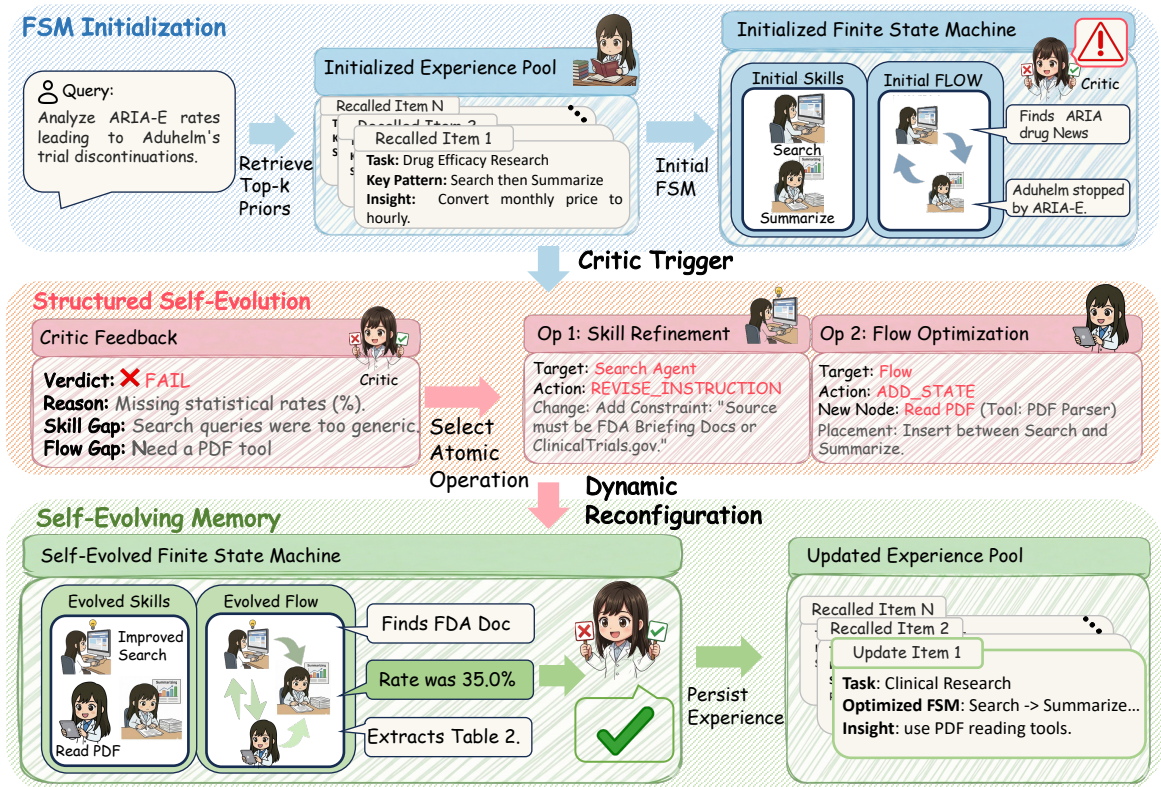 FSM Initialization
Query:
Analyze ARIA-E rates
leading to Aduhelm's
trial discontinuations.
Retrieve
Top-k
Priors
Initialized Experience Pool
Recalled Item N
Recalled Item 2
Recalled Item 1
Task: Drug Efficacy Research
Key Pattern: Search then Summarize
Insight: Convert monthly price to
hourly.
Initial
FSM
Initialized Finite State Machine
Critic
Initial Skills
Search
Summarize
Initial FLOW
Finds ARIA
drug News
Aduhelm stopped
by ARIA-E.
Critic Trigger
Structured Self-Evolution
Critic Feedback
Critic
Verdict: ❌ FAIL
Reason: Missing statistical rates (%).
Skill Gap: Search queries were too generic.
Flow Gap: Need a PDF tool
Select
Atomic
Operation
Op 1: Skill Refinement
Target: Search Agent
Action: REVISE_INSTRUCTION
Change: Add Constraint: "Source
must be FDA Briefing Docs or
ClinicalTrials.gov."
Op 2: Flow Optimization
Target: Flow
Action: ADD_STATE
New Node: Read PDF (Tool: PDF Parser)
Placement: Insert between Search and
Summarize.
Dynamic
Reconfiguration
Self-Evolving Memory
Self-Evolved Finite State Machine
Evolved Skills
Improved
Search
Read PDF
Evolved Flow
Finds FDA Doc
Rate was 35.0%
Extracts Table 2.
Persist
Experience
Updated Experience Pool
Recalled Item N
Recalled Item 2
Update Item 1
Task: Clinical Research
Optimized FSM: Search -> Summarize...
Insight: use PDF reading tools.